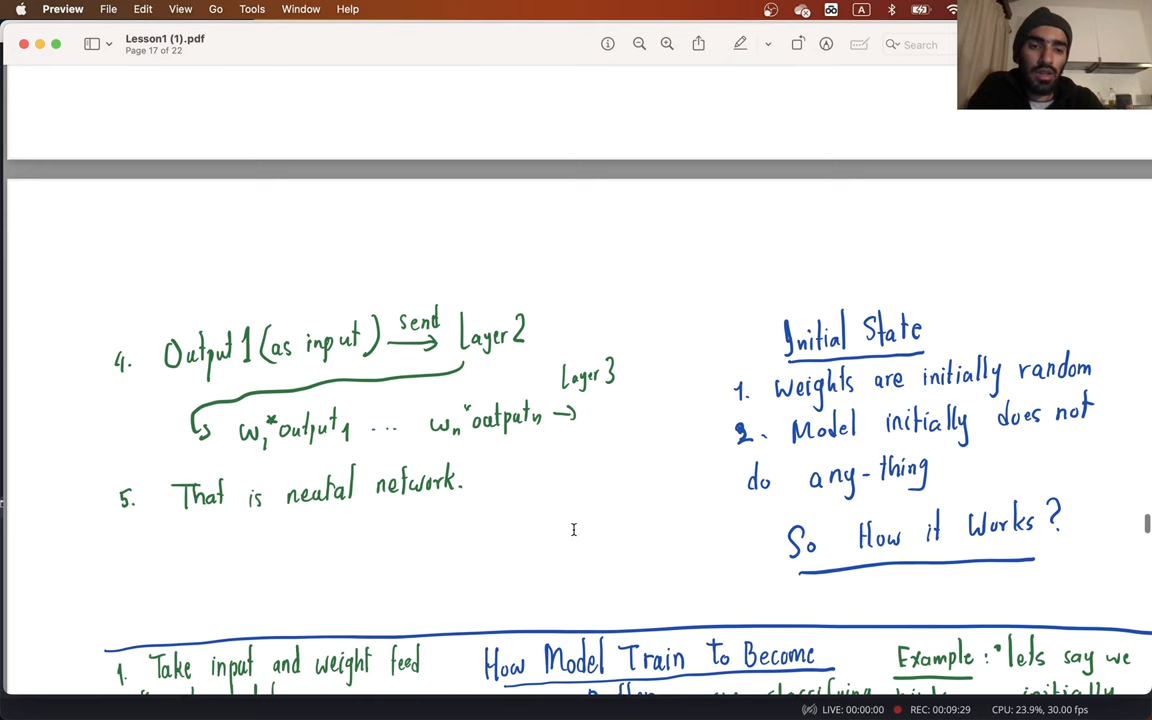 Preview File Edit View Go Tools Window Help
Lesson1 (1).pdf
Page 17 of 22
Search
4. Output 1 (as input) send → Layer 2
w1*output1 ... wn*outputn → Layer 3
5. That is neutal network.
Initial State
1. Weights are initially random
2. Model initially does not
do any-thing
So How it Works?
1. Take input and weight feed
How Model Train to Become
Example: "lets say we
classifying
initially
LIVE: 00:00:00 REC: 00:09:29 CPU: 23.9%, 30.00 fps